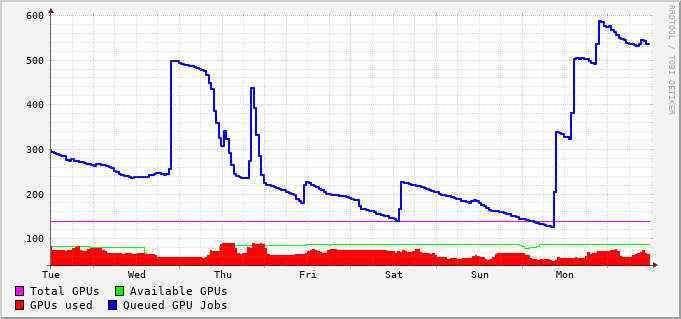 600
500
400
300
200
100
Tue Wed Thu Fri Sat Sun Mon
Total GPUs Available GPUs
GPUs used Queued GPU Jobs
RRDTOOL / TOBI OETIKER